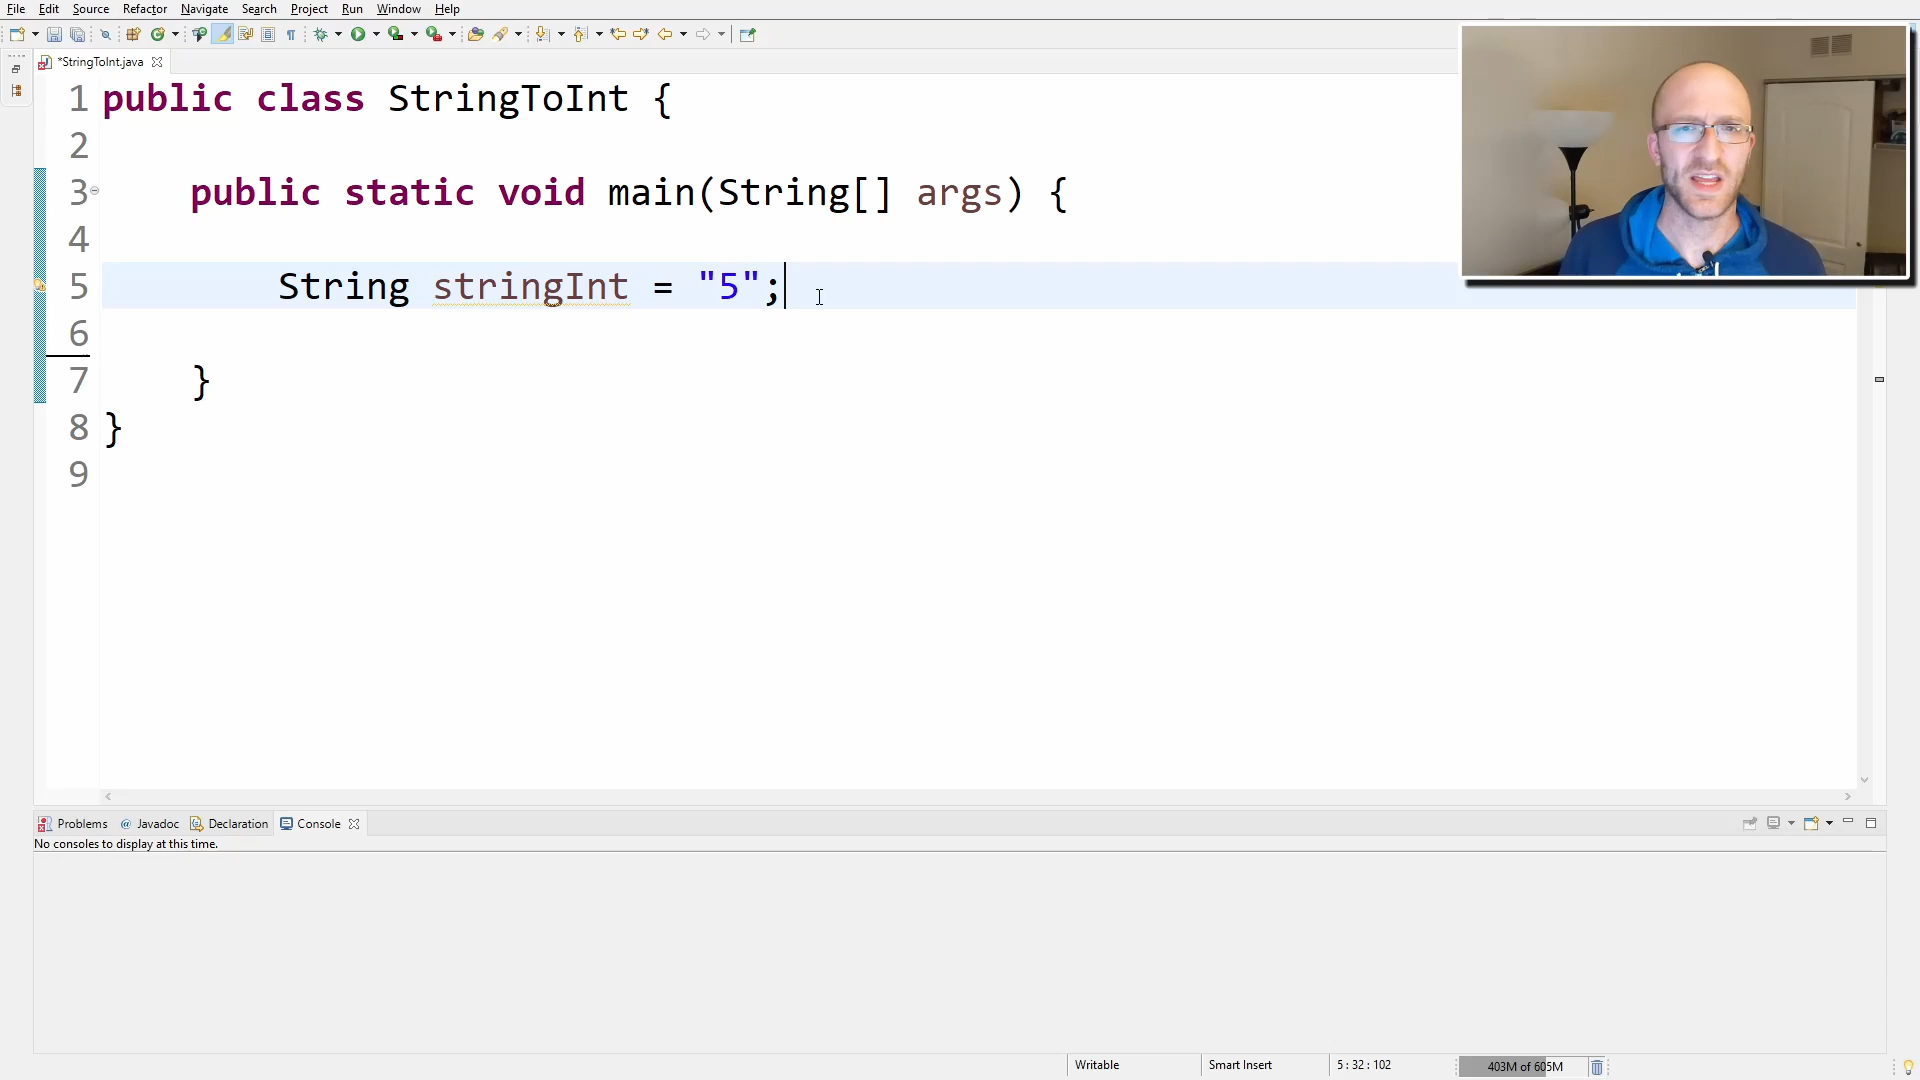 File Edit Source Refactor Navigate Search Project Run Window Help
*StringToInt.java
1 public class StringToInt {
2
3 public static void main(String[] args) {
4
5 String stringInt = "5";
6
7 }
8 }
9
Problems @ Javadoc Declaration Console
No consoles to display at this time.
Writable Smart Insert 5 : 32 : 102 403M of 605M